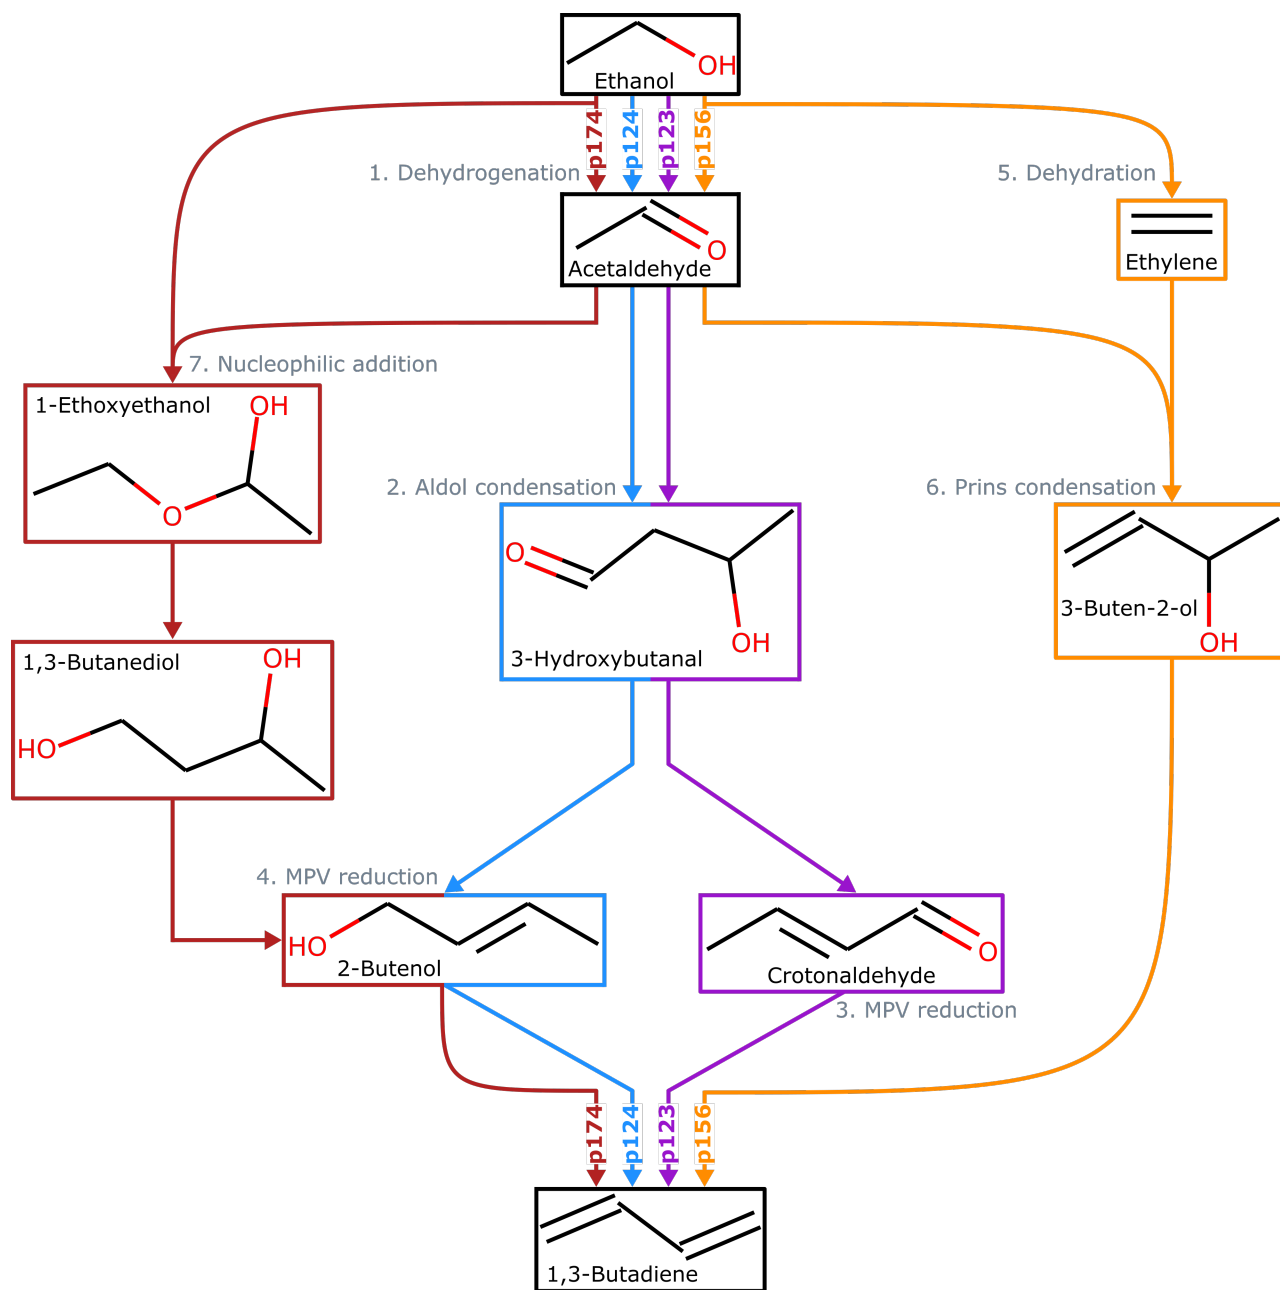 OH
Ethanol
p174
p124
p123
p156
1. Dehydrogenation
5. Dehydration
O
Acetaldehyde
Ethylene
7. Nucleophilic addition
1-Ethoxyethanol
OH
O
2. Aldol condensation
6. Prins condensation
O
OH
3-Hydroxybutanal
3-Buten-2-ol
OH
1,3-Butanediol
OH
HO
4. MPV reduction
HO
2-Butenol
O
Crotonaldehyde
3. MPV reduction
p174
p124
p123
p156
1,3-Butadiene